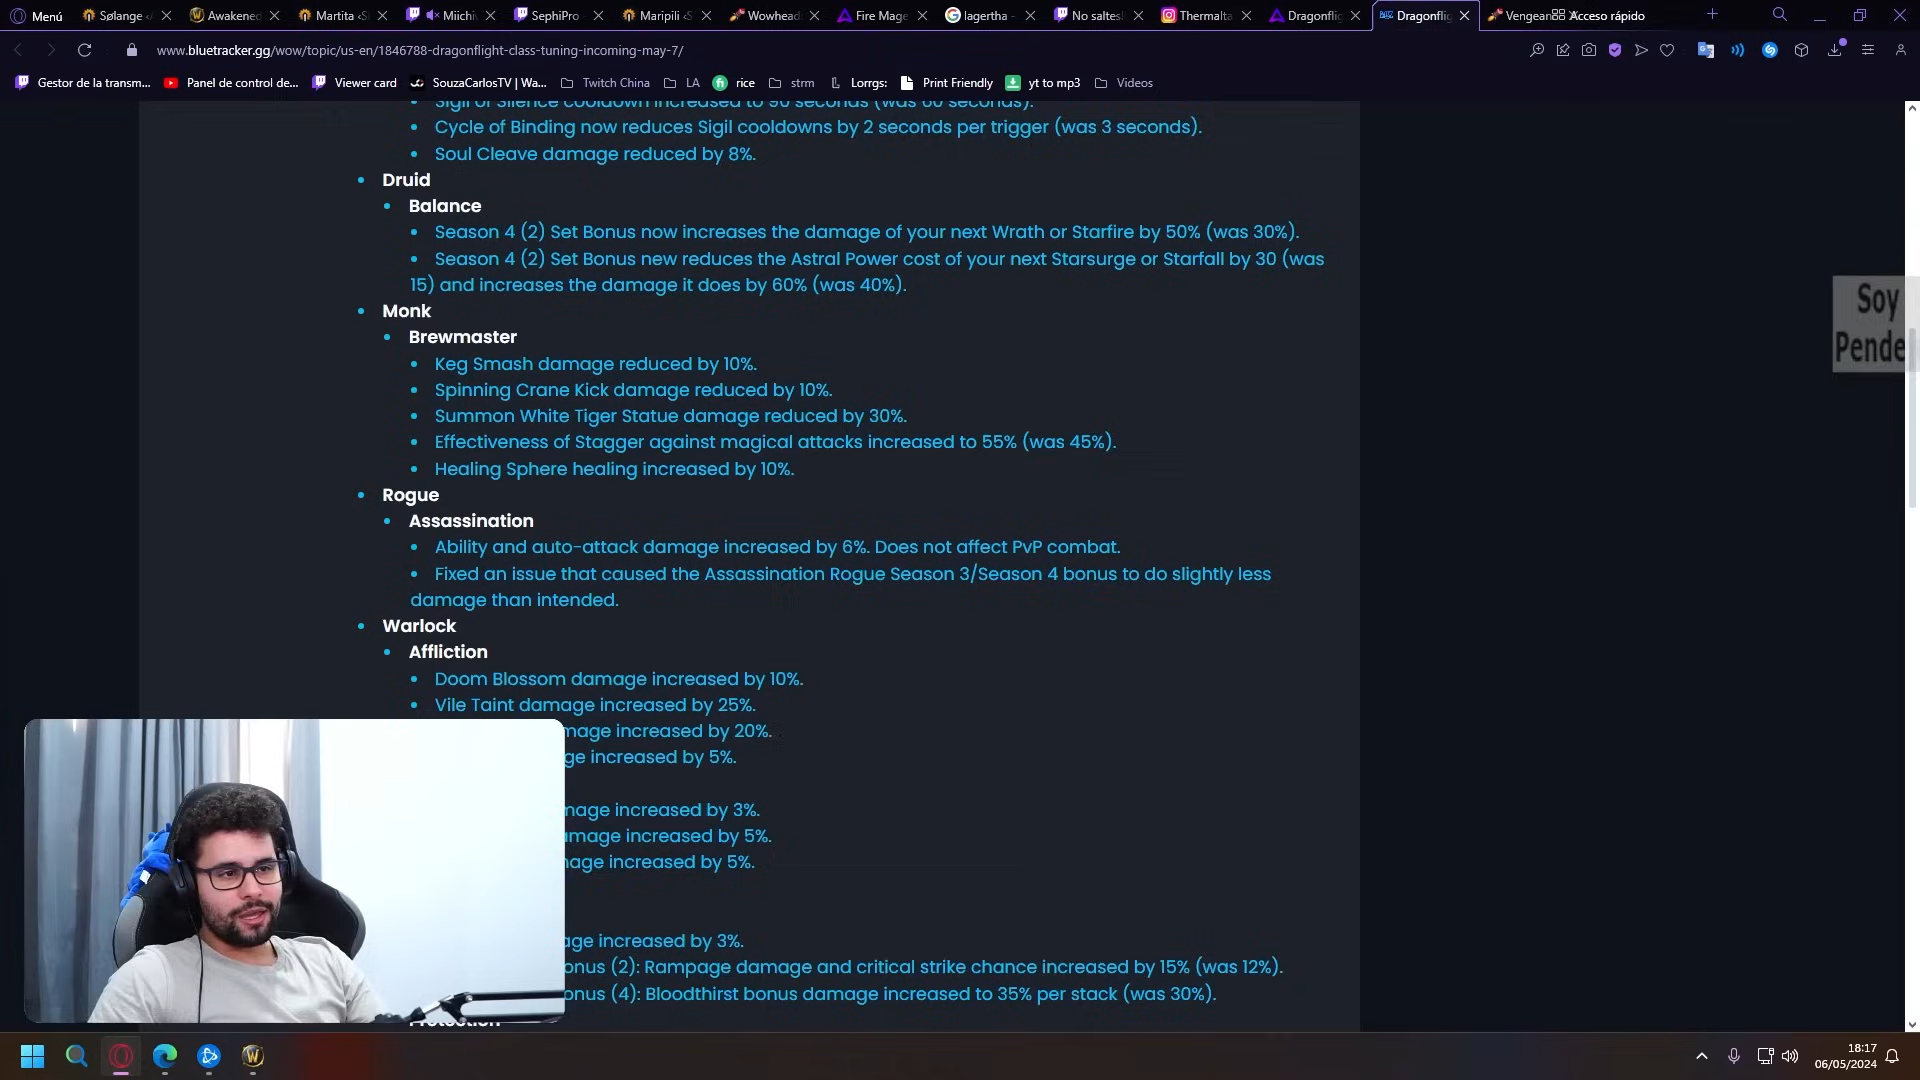 Menú
Sølange ‹
Awakened
Martita ‹S
Miichi
SephiPro
Maripili ‹S
Wowhead
Fire Mage
lagertha -
No saltes
Thermalta
Dragonflig
Dragonflig
Vengean
Acceso rápido
www.bluetracker.gg/wow/topic/us-en/1846788-dragonflight-class-tuning-incoming-may-7/
Gestor de la transm...
Panel de control de...
Viewer card
SouzaCarlosTV | Wa...
Twitch China
LA
rice
strm
Lorrgs:
Print Friendly
yt to mp3
Videos
Sigil of Silence cooldown increased to 90 seconds (was 60 seconds).
Cycle of Binding now reduces Sigil cooldowns by 2 seconds per trigger (was 3 seconds).
Soul Cleave damage reduced by 8%.
Druid
Balance
Season 4 (2) Set Bonus now increases the damage of your next Wrath or Starfire by 50% (was 30%).
Season 4 (2) Set Bonus new reduces the Astral Power cost of your next Starsurge or Starfall by 30 (was
15) and increases the damage it does by 60% (was 40%).
Soy
Pende
Monk
Brewmaster
Keg Smash damage reduced by 10%.
Spinning Crane Kick damage reduced by 10%.
Summon White Tiger Statue damage reduced by 30%.
Effectiveness of Stagger against magical attacks increased to 55% (was 45%).
Healing Sphere healing increased by 10%.
Rogue
Assassination
Ability and auto-attack damage increased by 6%. Does not affect PvP combat.
Fixed an issue that caused the Assassination Rogue Season 3/Season 4 bonus to do slightly less
damage than intended.
Warlock
Affliction
Doom Blossom damage increased by 10%.
Vile Taint damage increased by 25%.
mage increased by 20%.
ge increased by 5%.
mage increased by 3%.
amage increased by 5%.
mage increased by 5%.
age increased by 3%.
onus (2): Rampage damage and critical strike chance increased by 15% (was 12%).
onus (4): Bloodthirst bonus damage increased to 35% per stack (was 30%).
Protection
18:17
06/05/2024